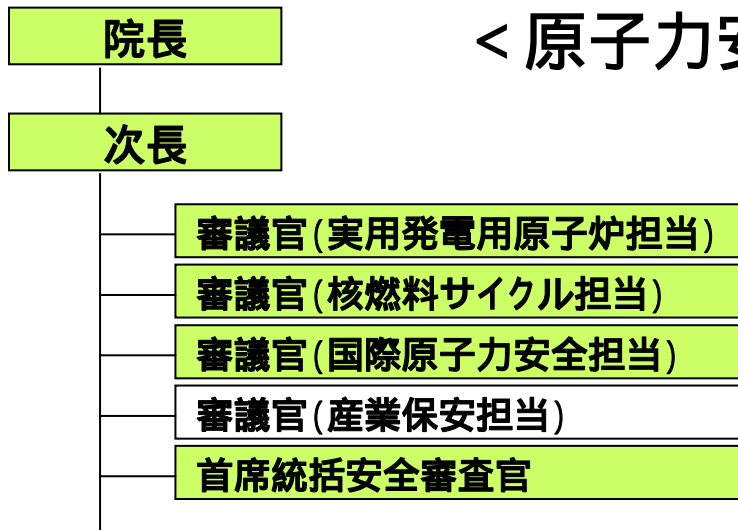 院長
<原子力安
次長
審議官(実用発電用原子炉担当)
審議官(核燃料サイクル担当)
審議官(国際原子力安全担当)
審議官(産業保安担当)
首席統括安全審査官